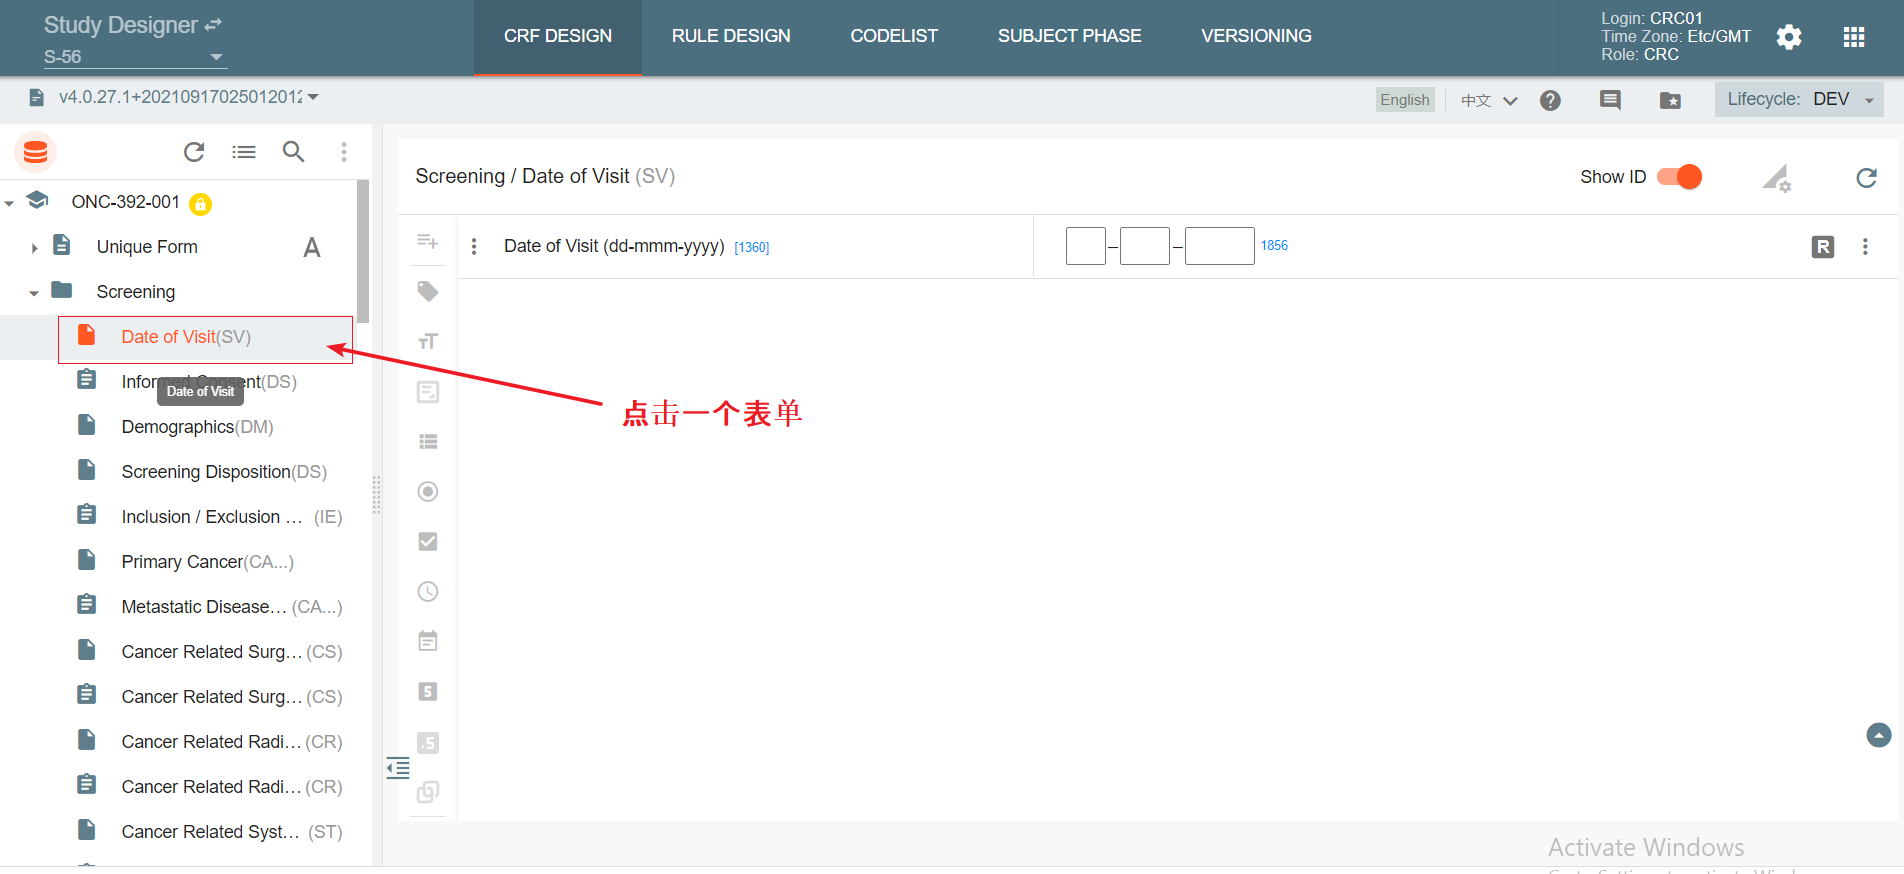 Study Designer
S-56
CRF DESIGN
RULE DESIGN
CODELIST
SUBJECT PHASE
VERSIONING
Login: CRC01
Time Zone: Etc/GMT
Role: CRC
v4.0.27.1+20210917025012012
English
中文
Lifecycle: DEV
ONC-392-001
Unique Form
A
Screening
Date of Visit(SV)
Informed Consent(DS)
Date of Visit
Demographics(DM)
Screening Disposition(DS)
Inclusion / Exclusion … (IE)
Primary Cancer(CA...)
Metastatic Disease… (CA...)
Cancer Related Surg… (CS)
Cancer Related Surg… (CS)
Cancer Related Radi… (CR)
Cancer Related Radi… (CR)
Cancer Related Syst… (ST)
Screening / Date of Visit (SV)
Show ID
Date of Visit (dd-mmm-yyyy) [1360]
– – 1856
R
5
.5
点击一个表单
Activate Windows